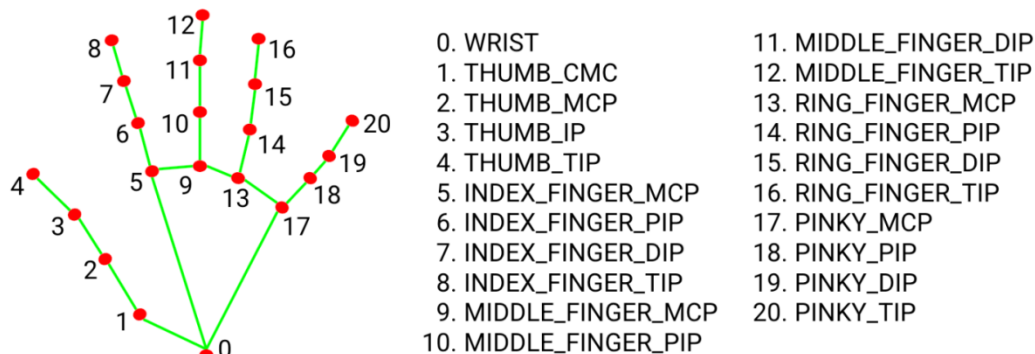 12
8
16
11
7
15
10
6
14
20
19
5
9
4
13
18
3
17
2
1
0
0. WRIST
1. THUMB_CMC
2. THUMB_MCP
3. THUMB_IP
4. THUMB_TIP
5. INDEX_FINGER_MCP
6. INDEX_FINGER_PIP
7. INDEX_FINGER_DIP
8. INDEX_FINGER_TIP
9. MIDDLE_FINGER_MCP
10. MIDDLE_FINGER_PIP
11. MIDDLE_FINGER_DIP
12. MIDDLE_FINGER_TIP
13. RING_FINGER_MCP
14. RING_FINGER_PIP
15. RING_FINGER_DIP
16. RING_FINGER_TIP
17. PINKY_MCP
18. PINKY_PIP
19. PINKY_DIP
20. PINKY_TIP